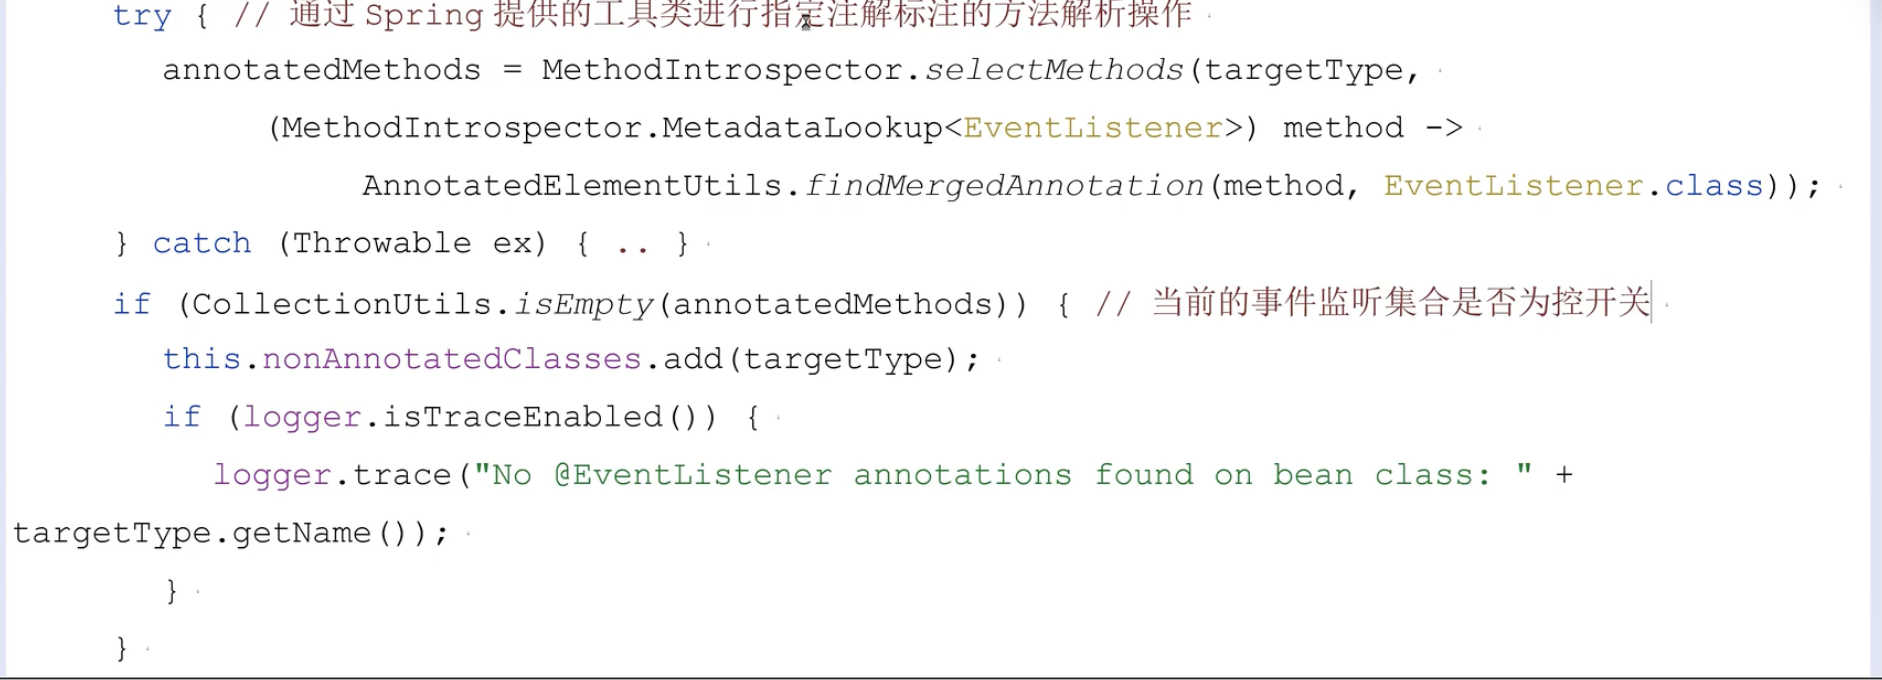 try { // 通过 Spring 提供的工具类进行指定注解标注的方法解析操作
annotatedMethods = MethodIntrospector.selectMethods(targetType,
(MethodIntrospector.MetadataLookup<EventListener>) method ->
AnnotatedElementUtils.findMergedAnnotation(method, EventListener.class));
} catch (Throwable ex) { .. }
if (CollectionUtils.isEmpty(annotatedMethods)) { // 当前的事件监听集合是否为控开关
this.nonAnnotatedClasses.add(targetType);
if (logger.isTraceEnabled()) {
logger.trace("No @EventListener annotations found on bean class: " +
targetType.getName());
}
}